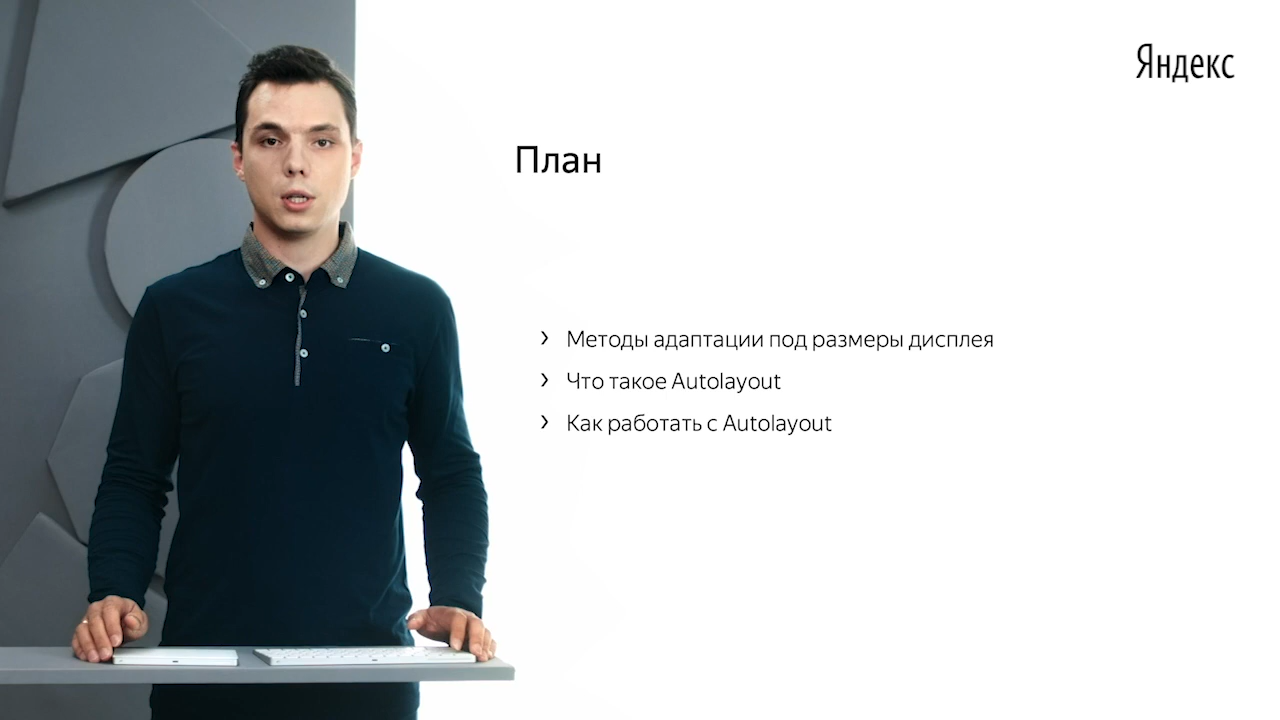 Яндекс
План
› Методы адаптации под размеры дисплея
› Что такое Autolayout
› Как работать с Autolayout